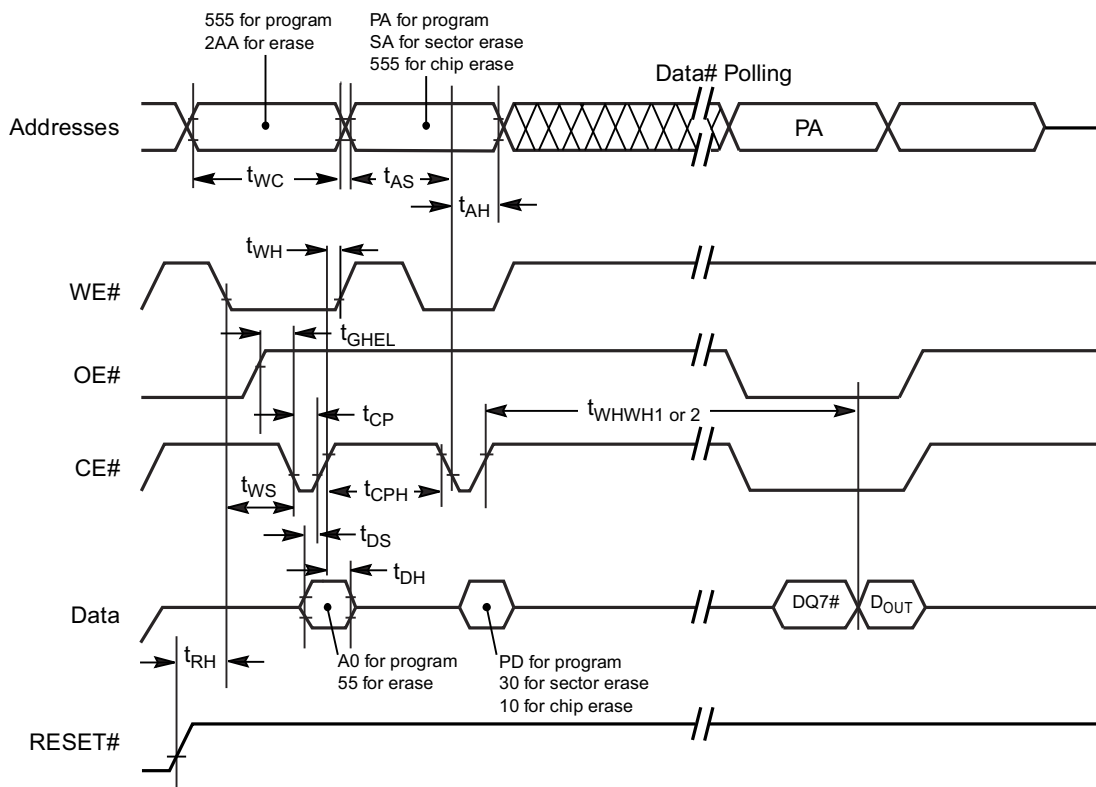 555 for program
2AA for erase
PA for program
SA for sector erase
555 for chip erase
Data# Polling
Addresses
PA
tWC
tAS
tAH
tWH
WE#
tGHEL
OE#
tWHWH1 or 2
tCP
CE#
tWS
tCPH
tDS
tDH
Data
DQ7#
DOUT
tRH
A0 for program
55 for erase
PD for program
30 for sector erase
10 for chip erase
RESET#